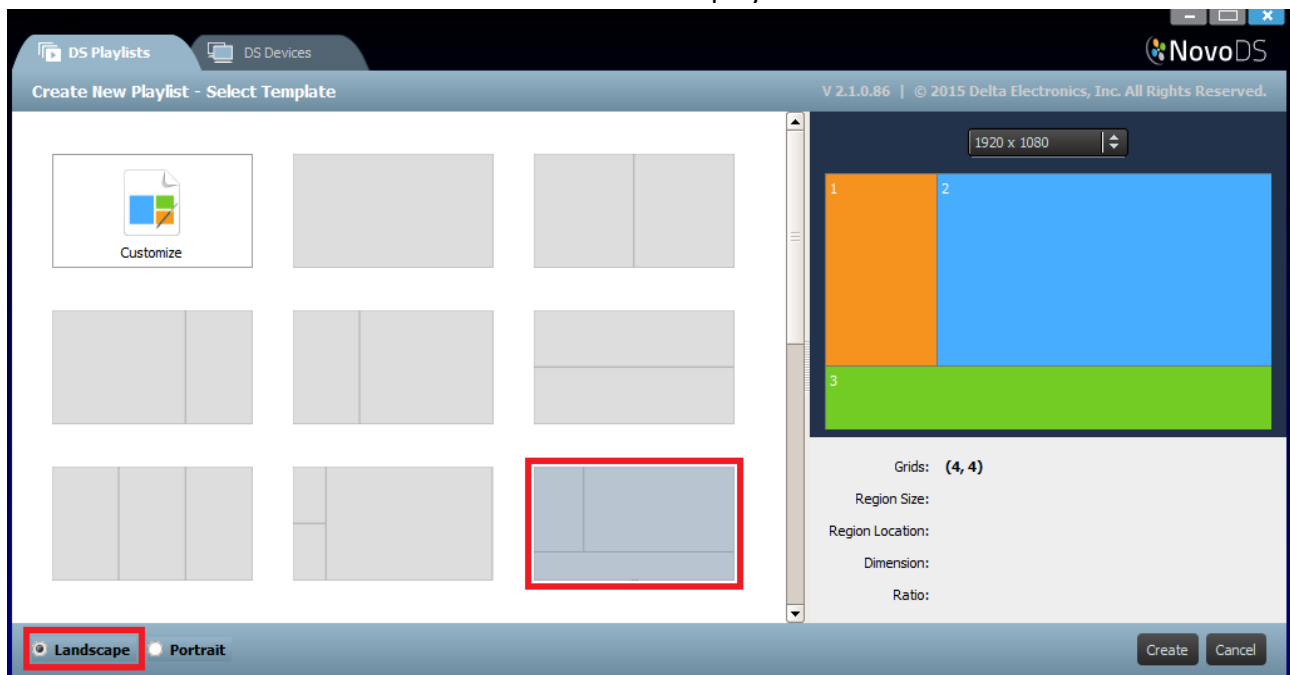 DS Playlists
DS Devices
NovoDS
Create New Playlist - Select Template
V 2.1.0.86 | © 2015 Delta Electronics, Inc. All Rights Reserved.
1920 x 1080
Customize
1
2
3
Grids: (4, 4)
Region Size:
Region Location:
Dimension:
Ratio:
Landscape
Portrait
Create
Cancel